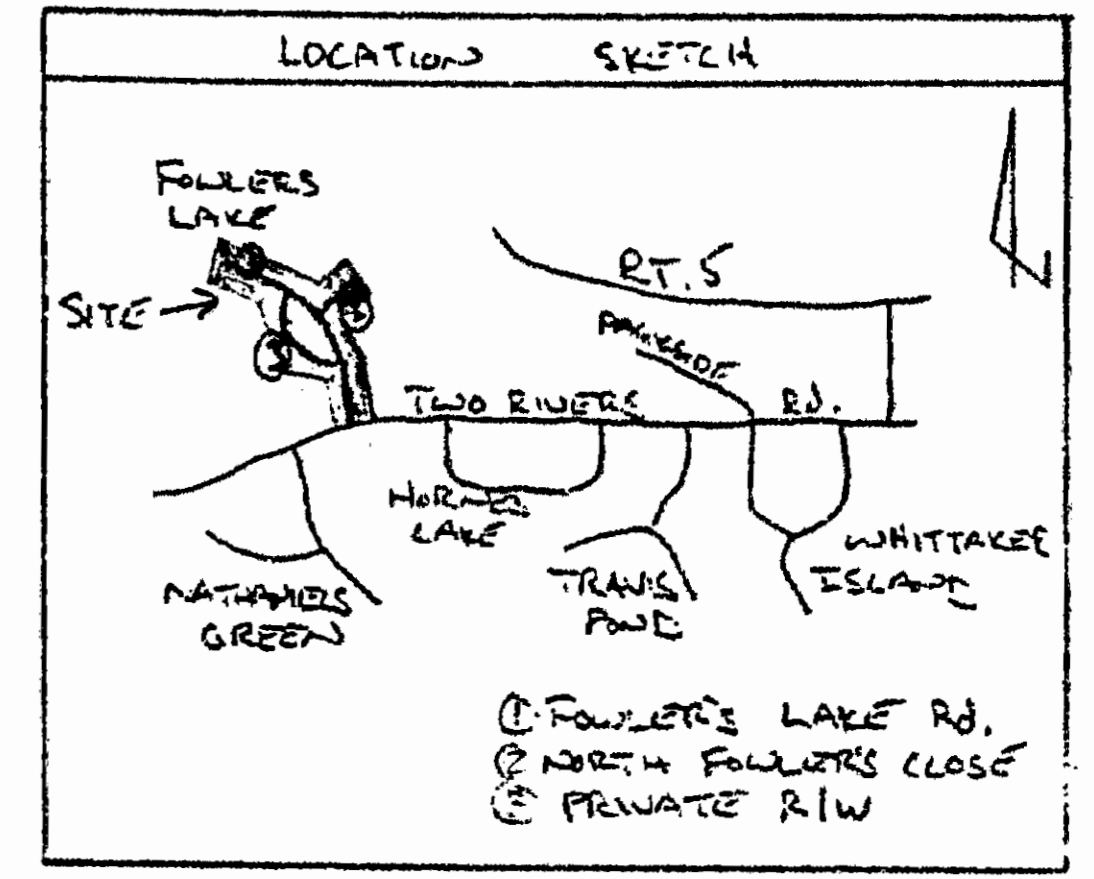 LOCATION SKETCH
FOWLERS
LAKE
SITE
RT. 5
PARKSIDE
TWO RIVERS Rd.
LAKE
NATHANIELS
GREEN
TRAVIS
POND
WHITTAKER
ISLAND
① FOWLER'S LAKE Rd.
② NORTH FOWLER'S CLOSE
③ PRIVATE R/W